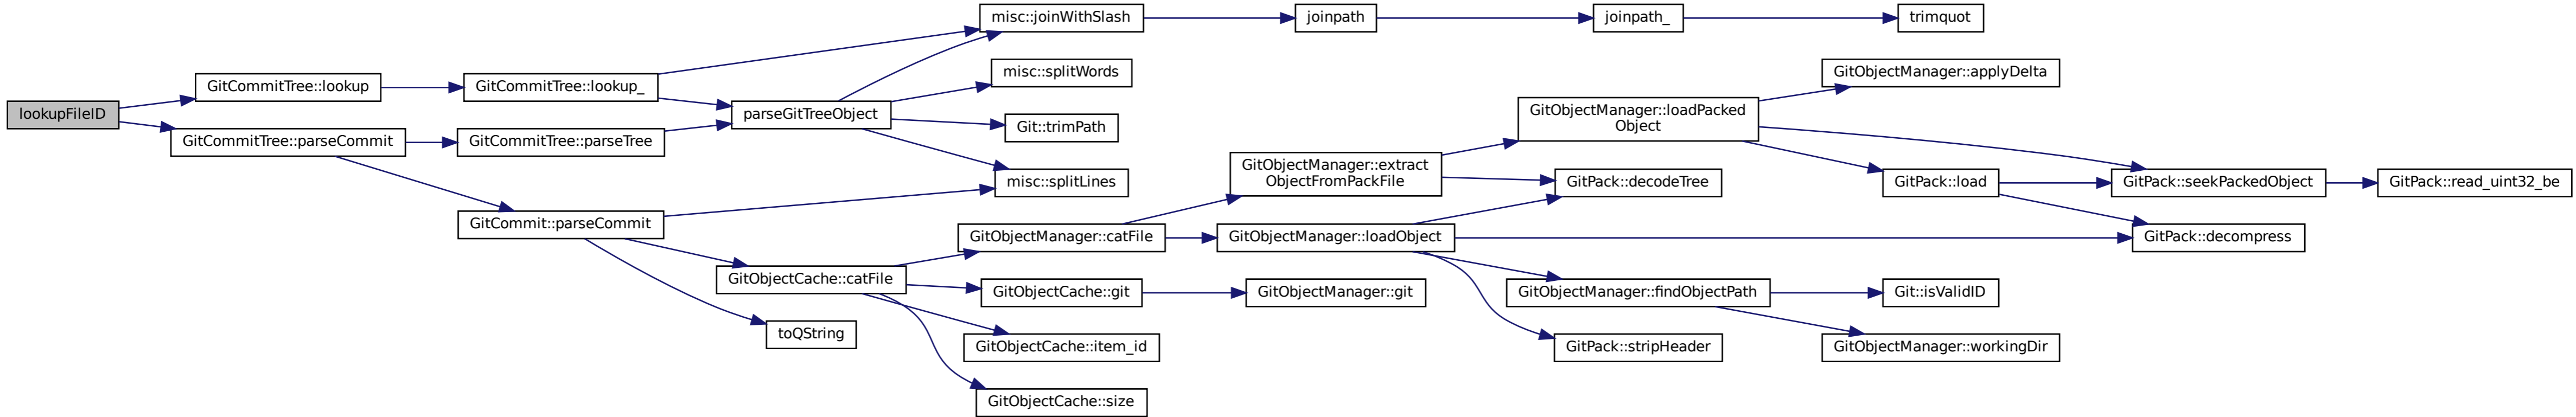 lookupFileID
GitCommitTree::lookup
GitCommitTree::parseCommit
GitCommitTree::lookup_
GitCommitTree::parseTree
GitCommit::parseCommit
parseGitTreeObject
GitObjectCache::catFile
toQString
misc::joinWithSlash
misc::splitWords
Git::trimPath
misc::splitLines
GitObjectManager::catFile
GitObjectCache::git
GitObjectCache::item_id
GitObjectCache::size
joinpath
GitObjectManager::extract
ObjectFromPackFile
GitObjectManager::loadObject
GitObjectManager::git
joinpath_
GitObjectManager::loadPacked
Object
GitPack::decodeTree
GitObjectManager::findObjectPath
GitPack::stripHeader
trimquot
GitObjectManager::applyDelta
GitPack::load
Git::isValidID
GitObjectManager::workingDir
GitPack::seekPackedObject
GitPack::decompress
GitPack::read_uint32_be